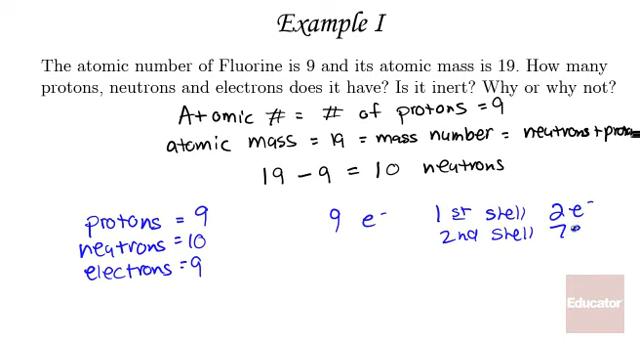 Example I
The atomic number of Fluorine is 9 and its atomic mass is 19. How many
protons, neutrons and electrons does it have? Is it inert? Why or why not?
Atomic # = # of protons = 9
atomic mass = 19 = mass number = neutrons +
19 - 9 = 10 neutrons
protons = 9
neutrons = 10
electrons = 9
9 e⁻
1st shell 2e⁻
2nd shell 7
Educator